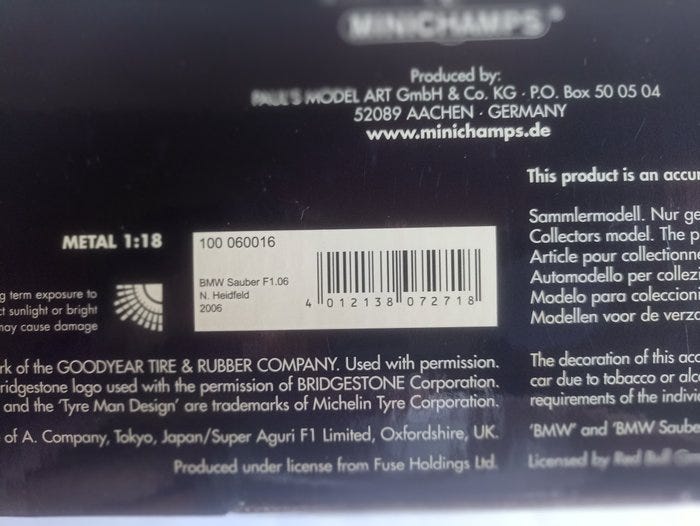 MINICHAMPS®
Produced by:
PAUL'S MODEL ART GmbH & Co. KG · P.O. Box 50 05 04
52089 AACHEN · GERMANY
www.minichamps.de
This product is an accur
METAL 1:18
100 060016
BMW Sauber F1.06
N. Heidfeld
2006
4 012138 072718
g term exposure to
ct sunlight or bright
may cause damage
Sammlermodell. Nur ge
Collectors model. The p
Article pour collectionne
Automodello per collezi
Modelo para coleccioni
Modellen voor de verza
rk of the GOODYEAR TIRE & RUBBER COMPANY. Used with permission.
ridgestone logo used with the permission of BRIDGESTONE Corporation.
and the 'Tyre Man Design' are trademarks of Michelin Tyre Corporation.
of A. Company, Tokyo, Japan/Super Aguri F1 Limited, Oxfordshire, UK.
Produced under license from Fuse Holdings Ltd.
The decoration of this acc
car due to tobacco or alco
requirements of the indivi
'BMW' and 'BMW Saube
Licensed by Red Bull